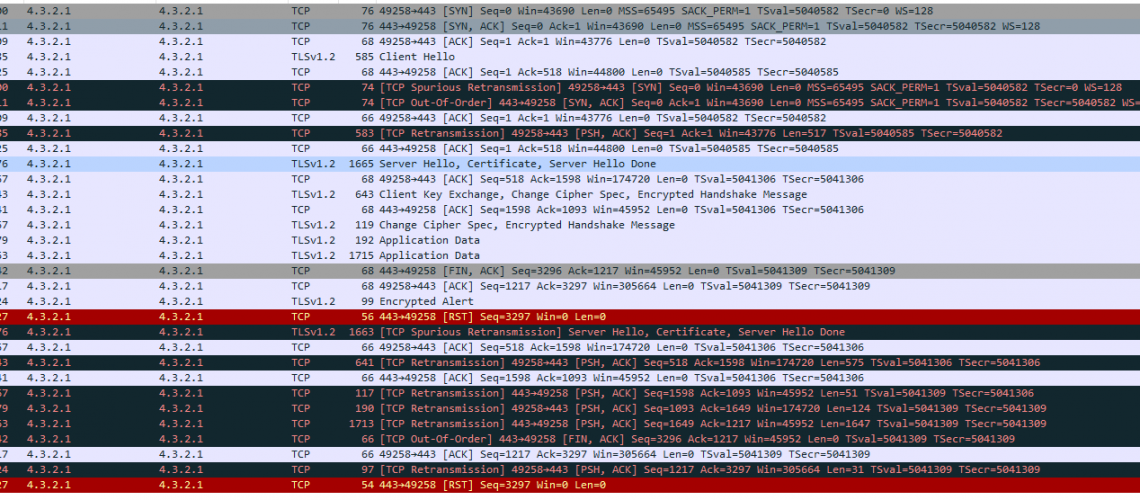 00 4.3.2.1 4.3.2.1 TCP 76 49258→443 [SYN] Seq=0 Win=43690 Len=0 MSS=65495 SACK_PERM=1 TSval=5040582 TSecr=0 WS=128
11 4.3.2.1 4.3.2.1 TCP 76 443→49258 [SYN, ACK] Seq=0 Ack=1 Win=43690 Len=0 MSS=65495 SACK_PERM=1 TSval=5040582 TSecr=5040582 WS=128
09 4.3.2.1 4.3.2.1 TCP 68 49258→443 [ACK] Seq=1 Ack=1 Win=43776 Len=0 TSval=5040582 TSecr=5040582
35 4.3.2.1 4.3.2.1 TLSv1.2 585 Client Hello
25 4.3.2.1 4.3.2.1 TCP 68 443→49258 [ACK] Seq=1 Ack=518 Win=44800 Len=0 TSval=5040585 TSecr=5040585
00 4.3.2.1 4.3.2.1 TCP 74 [TCP Spurious Retransmission] 49258→443 [SYN] Seq=0 Win=43690 Len=0 MSS=65495 SACK_PERM=1 TSval=5040582 TSecr=0 WS=128
11 4.3.2.1 4.3.2.1 TCP 74 [TCP Out-Of-Order] 443→49258 [SYN, ACK] Seq=0 Ack=1 Win=43690 Len=0 MSS=65495 SACK_PERM=1 TSval=5040582 TSecr=5040582 WS=
09 4.3.2.1 4.3.2.1 TCP 66 49258→443 [ACK] Seq=1 Ack=1 Win=43776 Len=0 TSval=5040582 TSecr=5040582
35 4.3.2.1 4.3.2.1 TCP 583 [TCP Retransmission] 49258→443 [PSH, ACK] Seq=1 Ack=1 Win=43776 Len=517 TSval=5040585 TSecr=5040582
25 4.3.2.1 4.3.2.1 TCP 66 443→49258 [ACK] Seq=1 Ack=518 Win=44800 Len=0 TSval=5040585 TSecr=5040585
76 4.3.2.1 4.3.2.1 TLSv1.2 1665 Server Hello, Certificate, Server Hello Done
57 4.3.2.1 4.3.2.1 TCP 68 49258→443 [ACK] Seq=518 Ack=1598 Win=174720 Len=0 TSval=5041306 TSecr=5041306
43 4.3.2.1 4.3.2.1 TLSv1.2 643 Client Key Exchange, Change Cipher Spec, Encrypted Handshake Message
41 4.3.2.1 4.3.2.1 TCP 68 443→49258 [ACK] Seq=1598 Ack=1093 Win=45952 Len=0 TSval=5041306 TSecr=5041306
57 4.3.2.1 4.3.2.1 TLSv1.2 119 Change Cipher Spec, Encrypted Handshake Message
79 4.3.2.1 4.3.2.1 TLSv1.2 192 Application Data
53 4.3.2.1 4.3.2.1 TLSv1.2 1715 Application Data
42 4.3.2.1 4.3.2.1 TCP 68 443→49258 [FIN, ACK] Seq=3296 Ack=1217 Win=45952 Len=0 TSval=5041309 TSecr=5041309
17 4.3.2.1 4.3.2.1 TCP 68 49258→443 [ACK] Seq=1217 Ack=3297 Win=305664 Len=0 TSval=5041309 TSecr=5041309
24 4.3.2.1 4.3.2.1 TLSv1.2 99 Encrypted Alert
27 4.3.2.1 4.3.2.1 TCP 56 443→49258 [RST] Seq=3297 Win=0 Len=0
76 4.3.2.1 4.3.2.1 TLSv1.2 1663 [TCP Spurious Retransmission] Server Hello, Certificate, Server Hello Done
57 4.3.2.1 4.3.2.1 TCP 66 49258→443 [ACK] Seq=518 Ack=1598 Win=174720 Len=0 TSval=5041306 TSecr=5041306
43 4.3.2.1 4.3.2.1 TCP 641 [TCP Retransmission] 49258→443 [PSH, ACK] Seq=518 Ack=1598 Win=174720 Len=575 TSval=5041306 TSecr=5041306
41 4.3.2.1 4.3.2.1 TCP 66 443→49258 [ACK] Seq=1598 Ack=1093 Win=45952 Len=0 TSval=5041306 TSecr=5041306
57 4.3.2.1 4.3.2.1 TCP 117 [TCP Retransmission] 443→49258 [PSH, ACK] Seq=1598 Ack=1093 Win=45952 Len=51 TSval=5041309 TSecr=5041306
79 4.3.2.1 4.3.2.1 TCP 190 [TCP Retransmission] 49258→443 [PSH, ACK] Seq=1093 Ack=1649 Win=174720 Len=124 TSval=5041309 TSecr=5041309
53 4.3.2.1 4.3.2.1 TCP 1713 [TCP Retransmission] 443→49258 [PSH, ACK] Seq=1649 Ack=1217 Win=45952 Len=1647 TSval=5041309 TSecr=5041309
42 4.3.2.1 4.3.2.1 TCP 66 [TCP Out-Of-Order] 443→49258 [FIN, ACK] Seq=3296 Ack=1217 Win=45952 Len=0 TSval=5041309 TSecr=5041309
17 4.3.2.1 4.3.2.1 TCP 66 49258→443 [ACK] Seq=1217 Ack=3297 Win=305664 Len=0 TSval=5041309 TSecr=5041309
24 4.3.2.1 4.3.2.1 TCP 97 [TCP Retransmission] 49258→443 [PSH, ACK] Seq=1217 Ack=3297 Win=305664 Len=31 TSval=5041309 TSecr=5041309
27 4.3.2.1 4.3.2.1 TCP 54 443→49258 [RST] Seq=3297 Win=0 Len=0